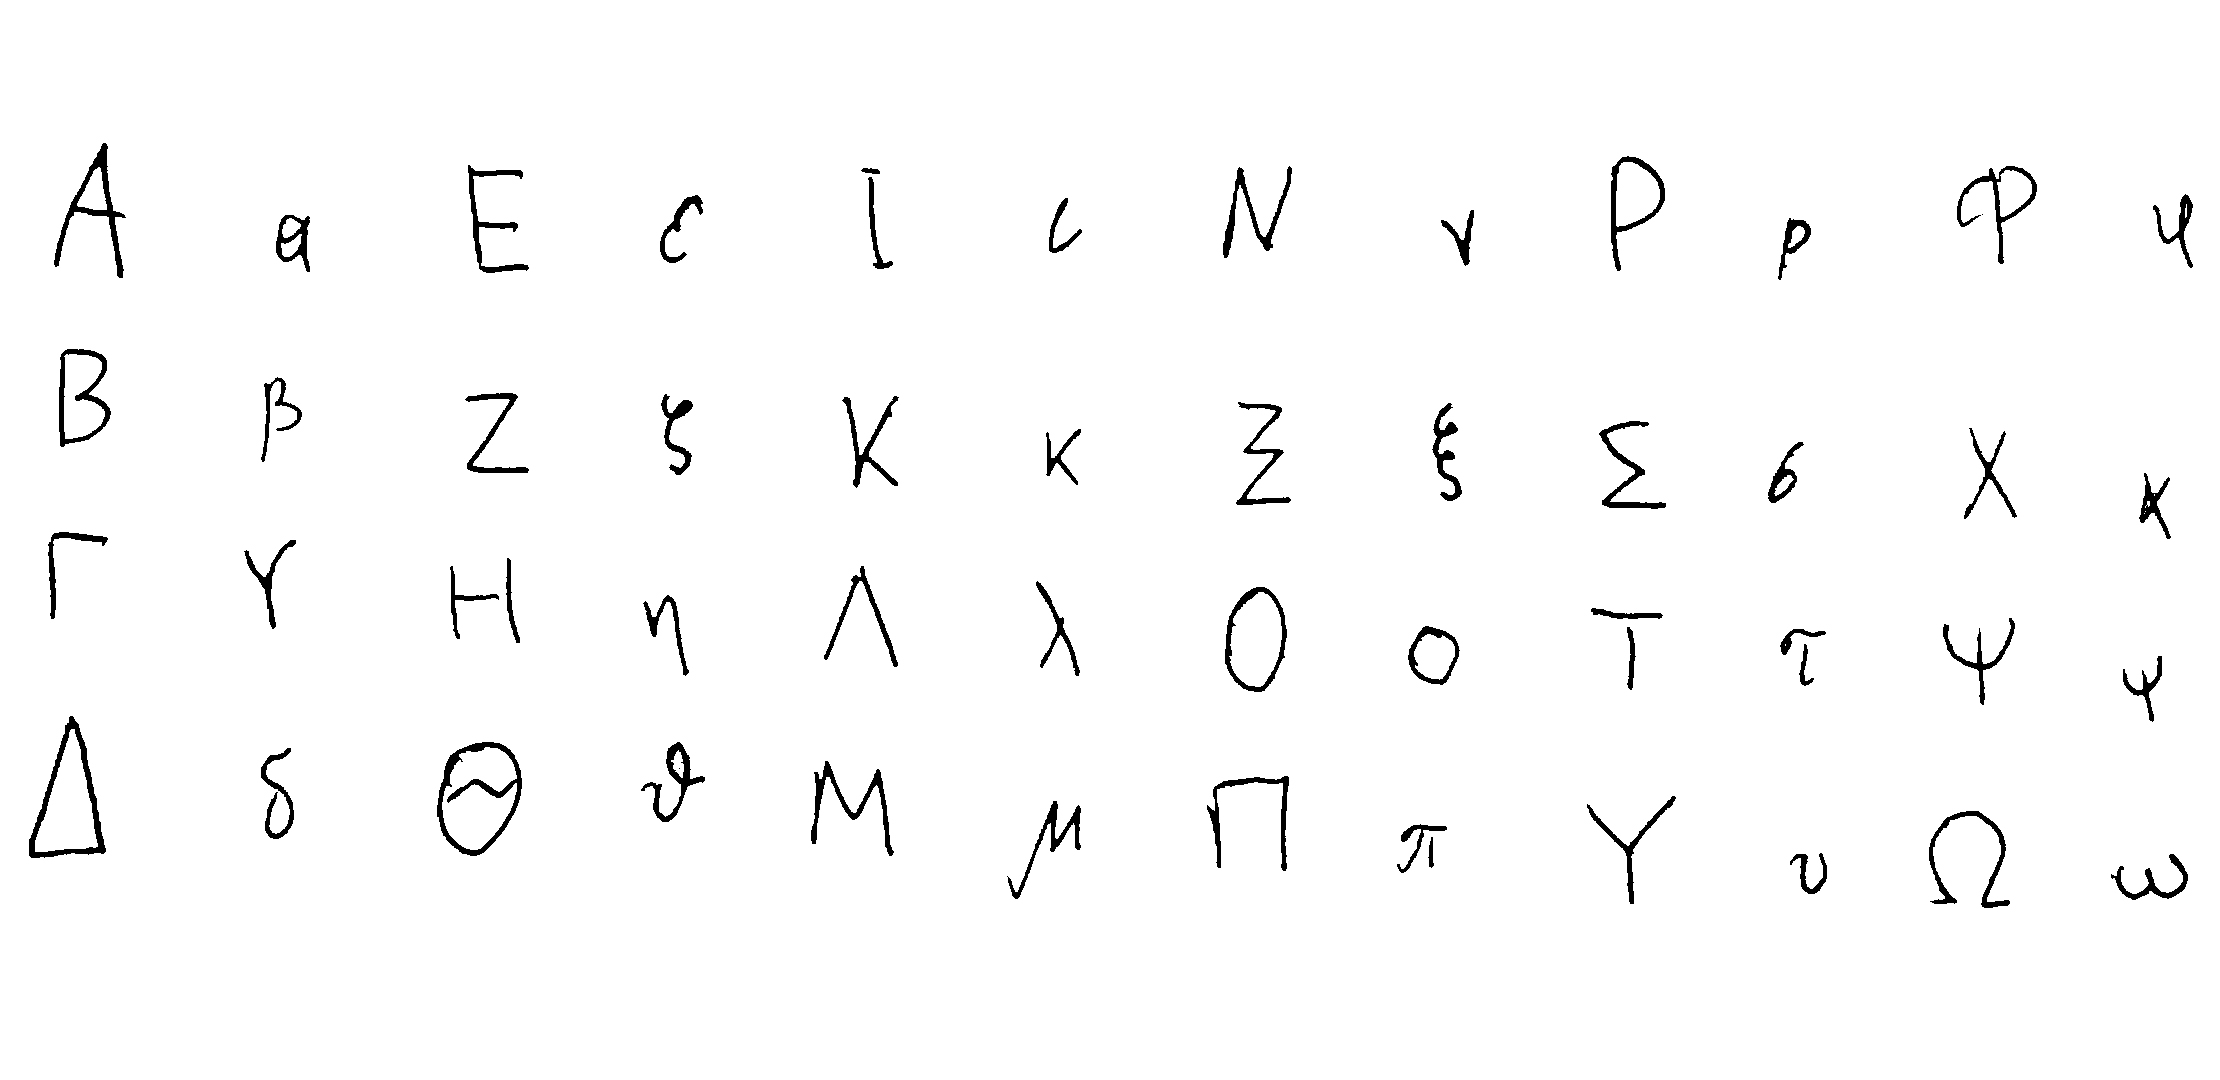 Α α Ε ε Ι ι Ν ν Ρ ρ Φ φ
Β β Ζ ζ Κ κ Ξ ξ Σ σ Χ χ
Γ γ Η η Λ λ Ο ο Τ τ Ψ ψ
Δ δ Θ ϑ Μ μ Π π Υ υ Ω ω